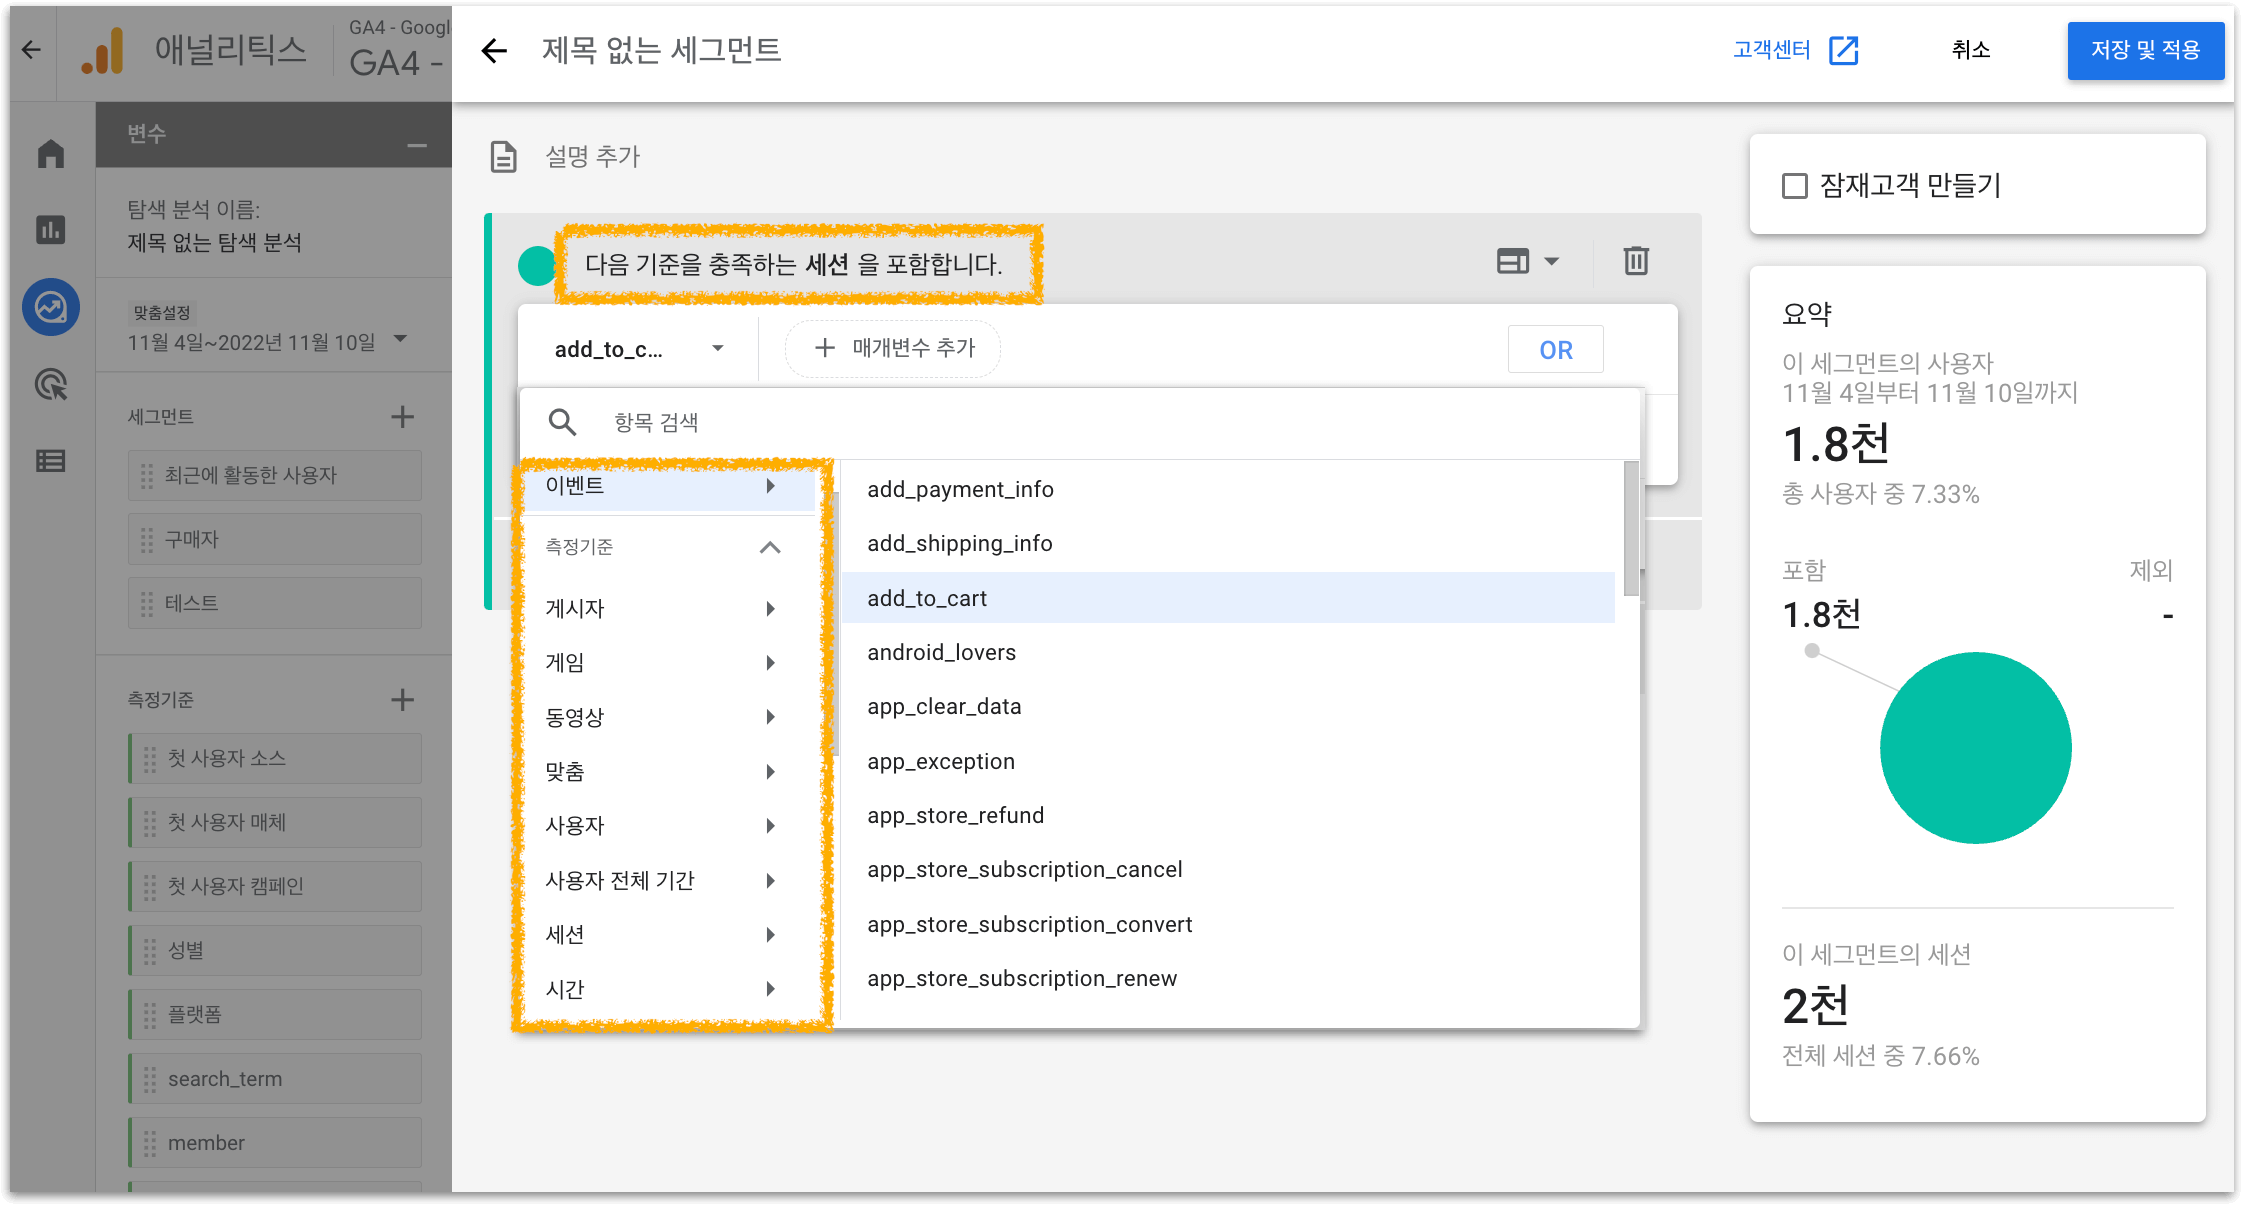 애널리틱스
GA4 - Googl
GA4 -
변수
탐색 분석 이름:
제목 없는 탐색 분석
맞춤설정
11월 4일~2022년 11월 10일
세그먼트
최근에 활동한 사용자
구매자
테스트
측정기준
첫 사용자 소스
첫 사용자 매체
첫 사용자 캠페인
성별
플랫폼
search_term
member
제목 없는 세그먼트
고객센터
취소
저장 및 적용
설명 추가
다음 기준을 충족하는 세션 을 포함합니다.
add_to_c...
매개변수 추가
OR
항목 검색
이벤트
측정기준
게시자
게임
동영상
맞춤
사용자
사용자 전체 기간
세션
시간
add_payment_info
add_shipping_info
add_to_cart
android_lovers
app_clear_data
app_exception
app_store_refund
app_store_subscription_cancel
app_store_subscription_convert
app_store_subscription_renew
잠재고객 만들기
요약
이 세그먼트의 사용자
11월 4일부터 11월 10일까지
1.8천
총 사용자 중 7.33%
포함 제외
1.8천 -
이 세그먼트의 세션
2천
전체 세션 중 7.66%